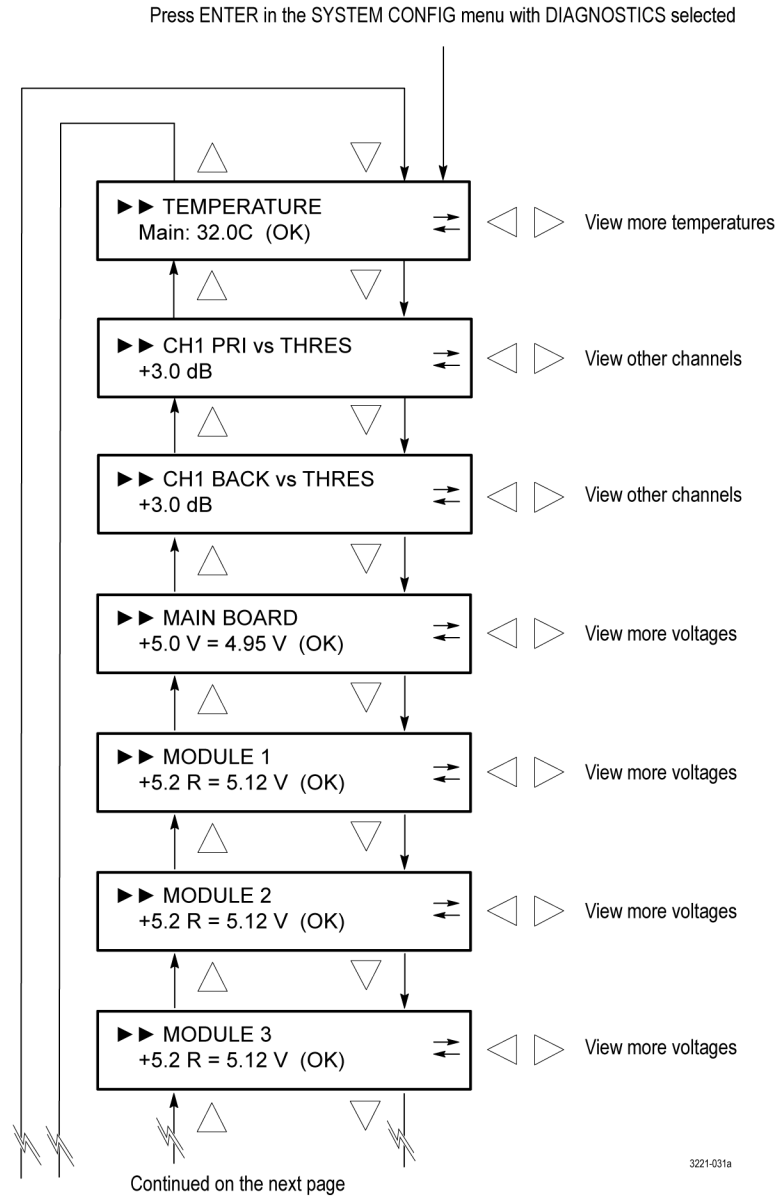 Press ENTER in the SYSTEM CONFIG menu with DIAGNOSTICS selected
►► TEMPERATURE
Main: 32.0C (OK)
View more temperatures
►► CH1 PRI vs THRES
+3.0 dB
View other channels
►► CH1 BACK vs THRES
+3.0 dB
View other channels
►► MAIN BOARD
+5.0 V = 4.95 V (OK)
View more voltages
►► MODULE 1
+5.2 R = 5.12 V (OK)
View more voltages
►► MODULE 2
+5.2 R = 5.12 V (OK)
View more voltages
►► MODULE 3
+5.2 R = 5.12 V (OK)
View more voltages
3221-031a
Continued on the next page